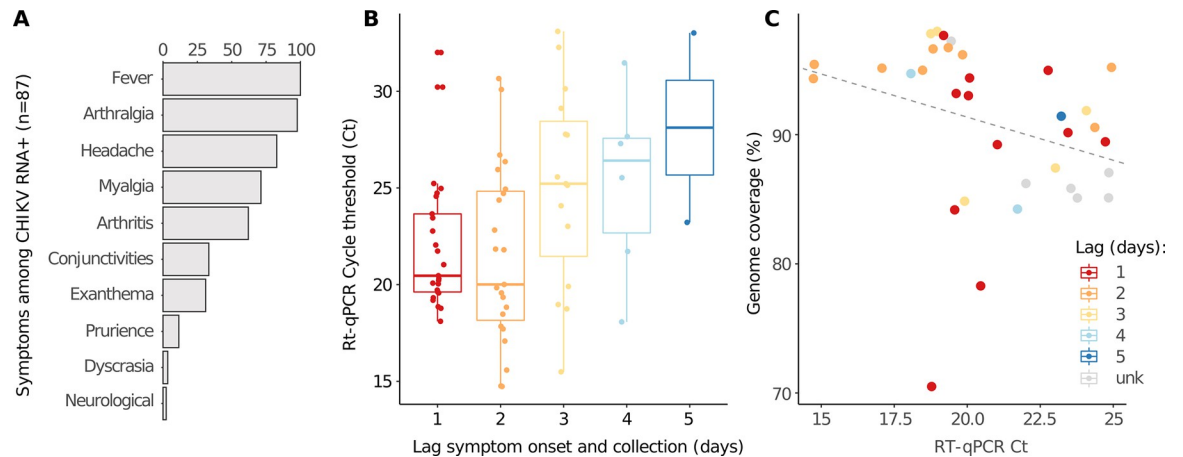 A
0 25 50 75 100
Symptoms among CHIKV RNA+ (n=87)
Fever
Arthralgia
Headache
Myalgia
Arthritis
Conjunctivities
Exanthema
Prurience
Dyscrasia
Neurological
B
Rt-qPCR Cycle threshold (Ct)
30
25
20
15
1 2 3 4 5
Lag symptom onset and collection (days)
C
Genome coverage (%)
90
80
70
15 17.5 20.0 22.5 25
RT-qPCR Ct
Lag (days):
1
2
3
4
5
unk